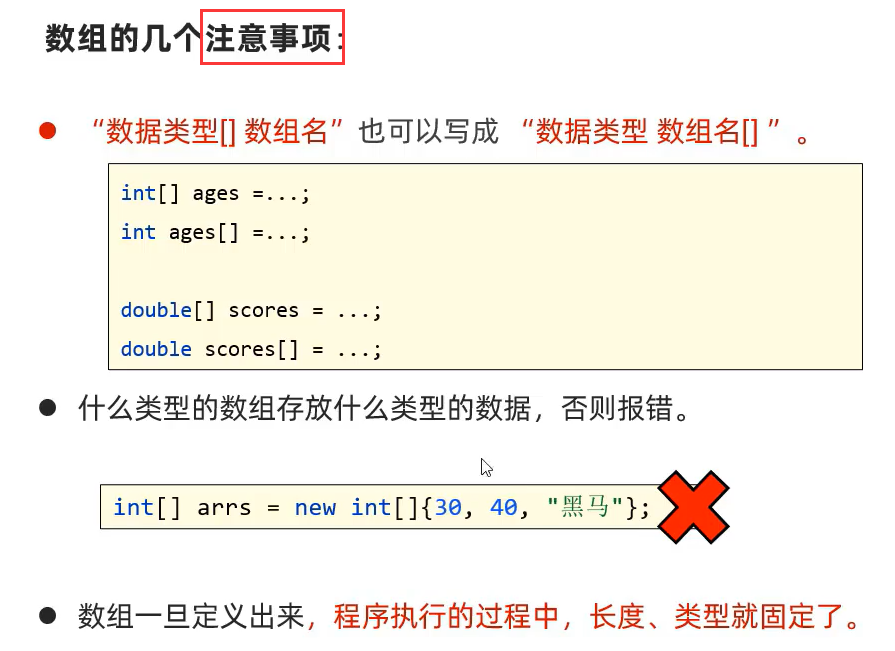 数组的几个注意事项:
● “数据类型[] 数组名”也可以写成 “数据类型 数组名[] ” 。
int[] ages =...;
int ages[] =...;
double[] scores = ...;
double scores[] = ...;
● 什么类型的数组存放什么类型的数据，否则报错。
int[] arrs = new int[]{30, 40, "黑马"};
● 数组一旦定义出来，程序执行的过程中，长度、类型就固定了。